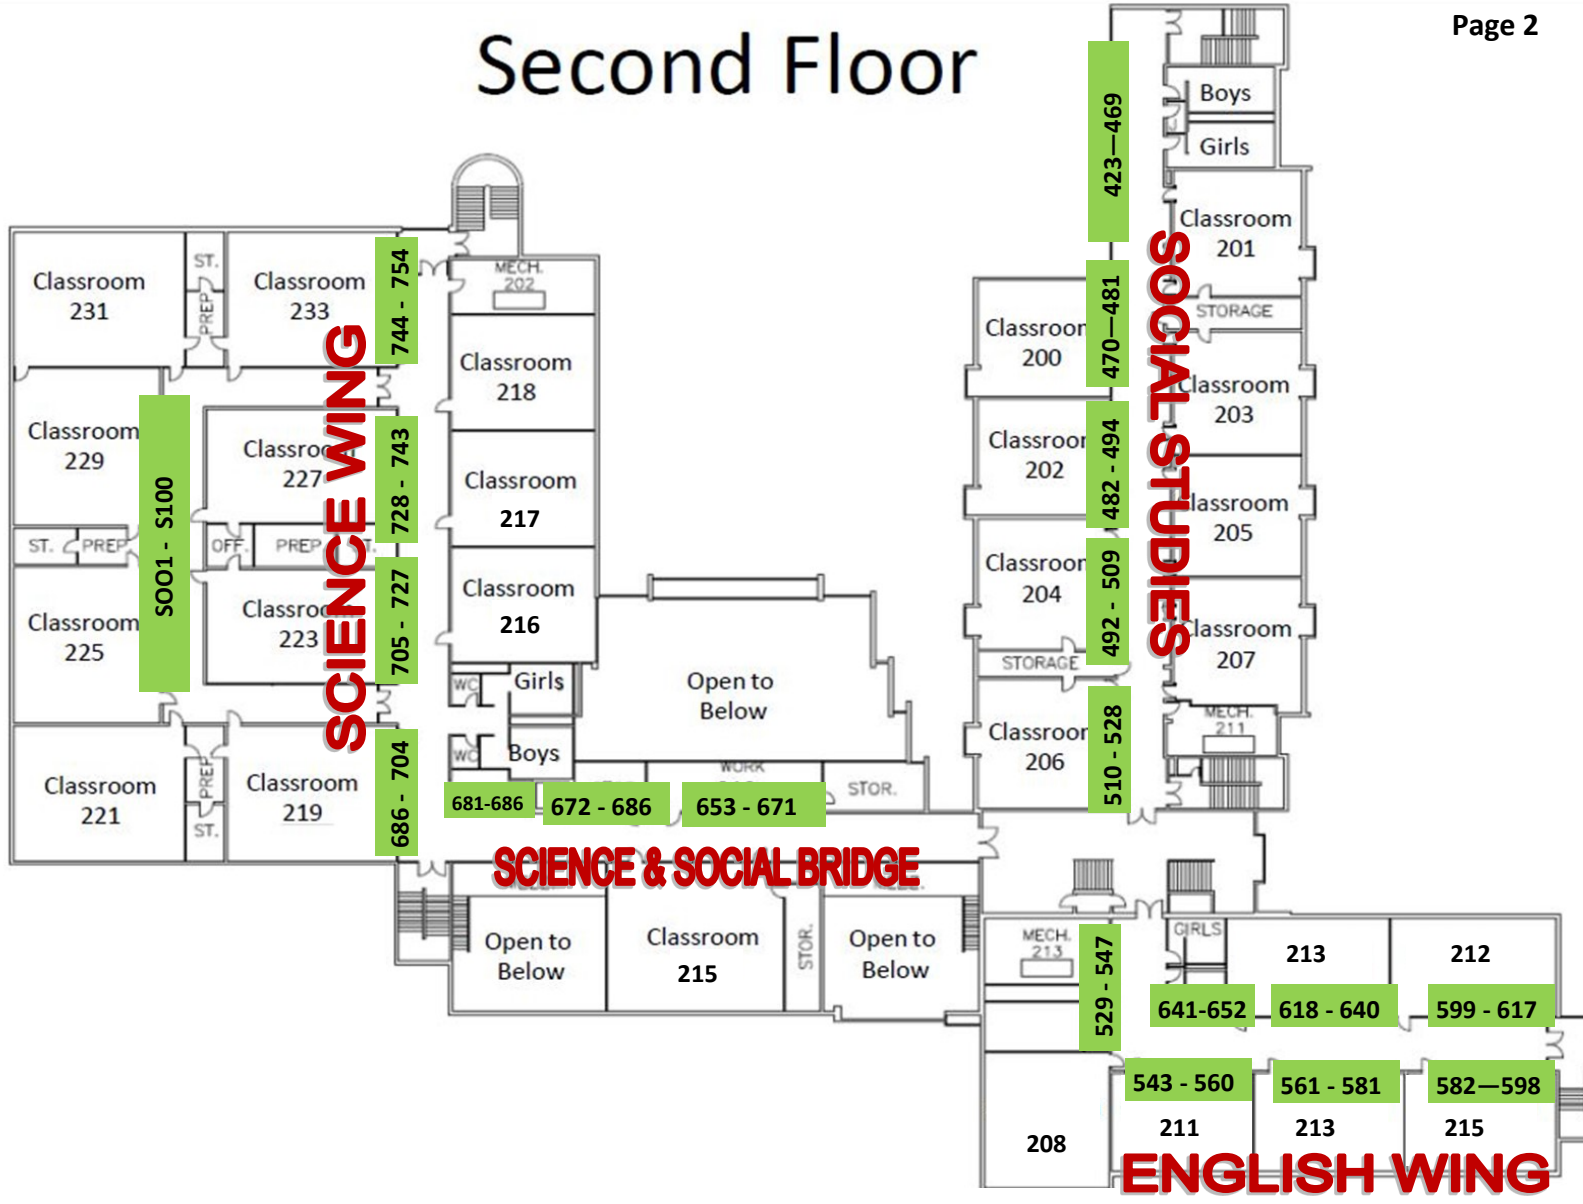 Page 2
Second Floor
Boys
Girls
423—469
Classroom
201
STORAGE
470—481
Classroom
203
482 - 494
Classroom
205
492 - 509
Classroom
207
510 - 528
MECH.
211
SOCIAL STUDIES
Classroom
200
Classroom
202
Classroom
204
STORAGE
Classroom
206
Classroom
231
ST.
PREP
Classroom
233
744 - 754
MECH.
202
Classroom
218
Classroom
229
SOO1 - S100
Classroom
227
728 - 743
Classroom
217
SCIENCE WING
ST.
PREP
OFF.
PREP
ST.
Classroom
225
Classroom
223
705 - 727
Classroom
216
WC
Girls
WC
Boys
Open to
Below
WORK
STOR.
Classroom
221
PREP
ST.
Classroom
219
686 - 704
681-686
672 - 686
653 - 671
SCIENCE & SOCIAL BRIDGE
Open to
Below
Classroom
215
STOR.
Open to
Below
MECH.
213
529 - 547
GIRLS
213
212
641-652
618 - 640
599 - 617
543 - 560
561 - 581
582—598
208
211
213
215
ENGLISH WING